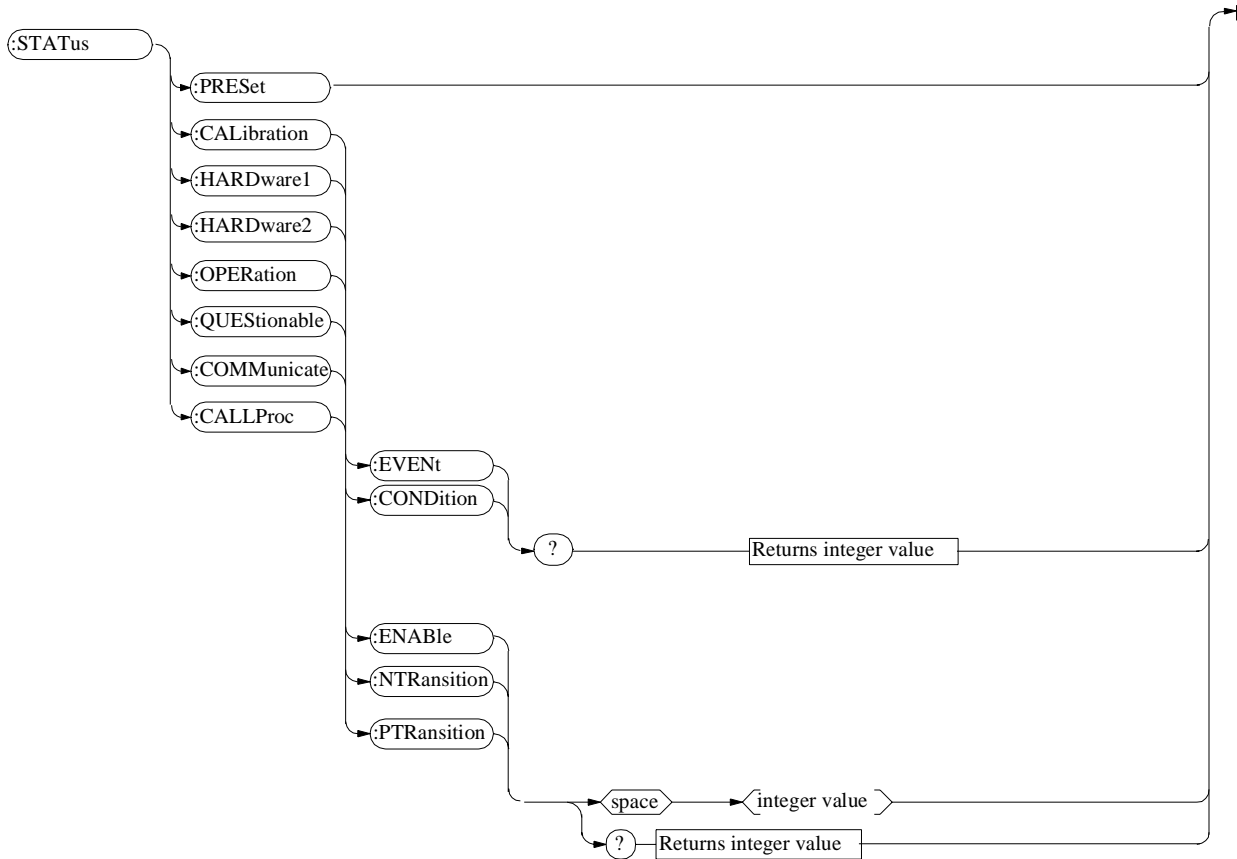 :STATus
:PRESet
:CALibration
:HARDware1
:HARDware2
:OPERation
:QUEStionable
:COMMunicate
:CALLProc
:EVENt
:CONDition
?
Returns integer value
:ENABle
:NTRansition
:PTRansition
space
integer value
?
Returns integer value